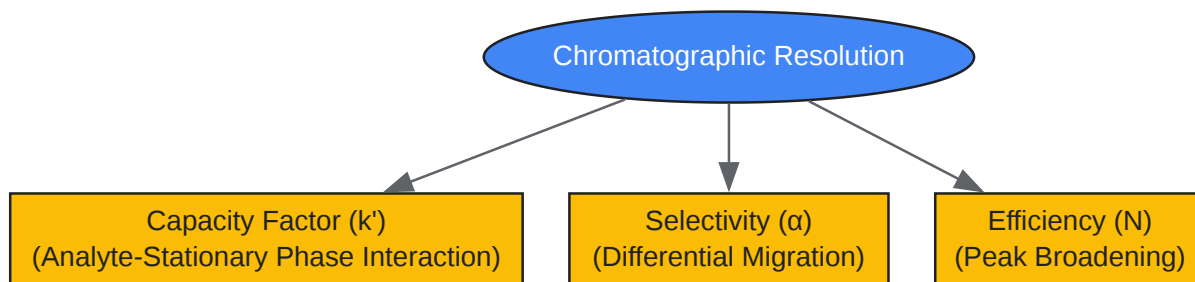 Chromatographic Resolution
Capacity Factor (k')
(Analyte-Stationary Phase Interaction)
Selectivity (α)
(Differential Migration)
Efficiency (N)
(Peak Broadening)